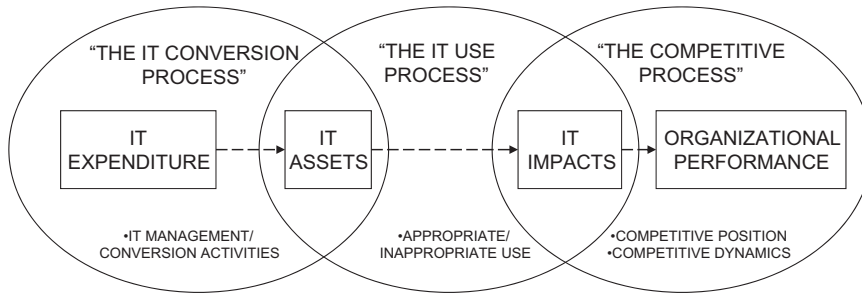 “THE IT CONVERSION
PROCESS”
“THE IT USE
PROCESS”
“THE COMPETITIVE
PROCESS”
IT
EXPENDITURE
IT
ASSETS
IT
IMPACTS
ORGANIZATIONAL
PERFORMANCE
•IT MANAGEMENT/
CONVERSION ACTIVITIES
•APPROPRIATE/
INAPPROPRIATE USE
•COMPETITIVE POSITION
•COMPETITIVE DYNAMICS